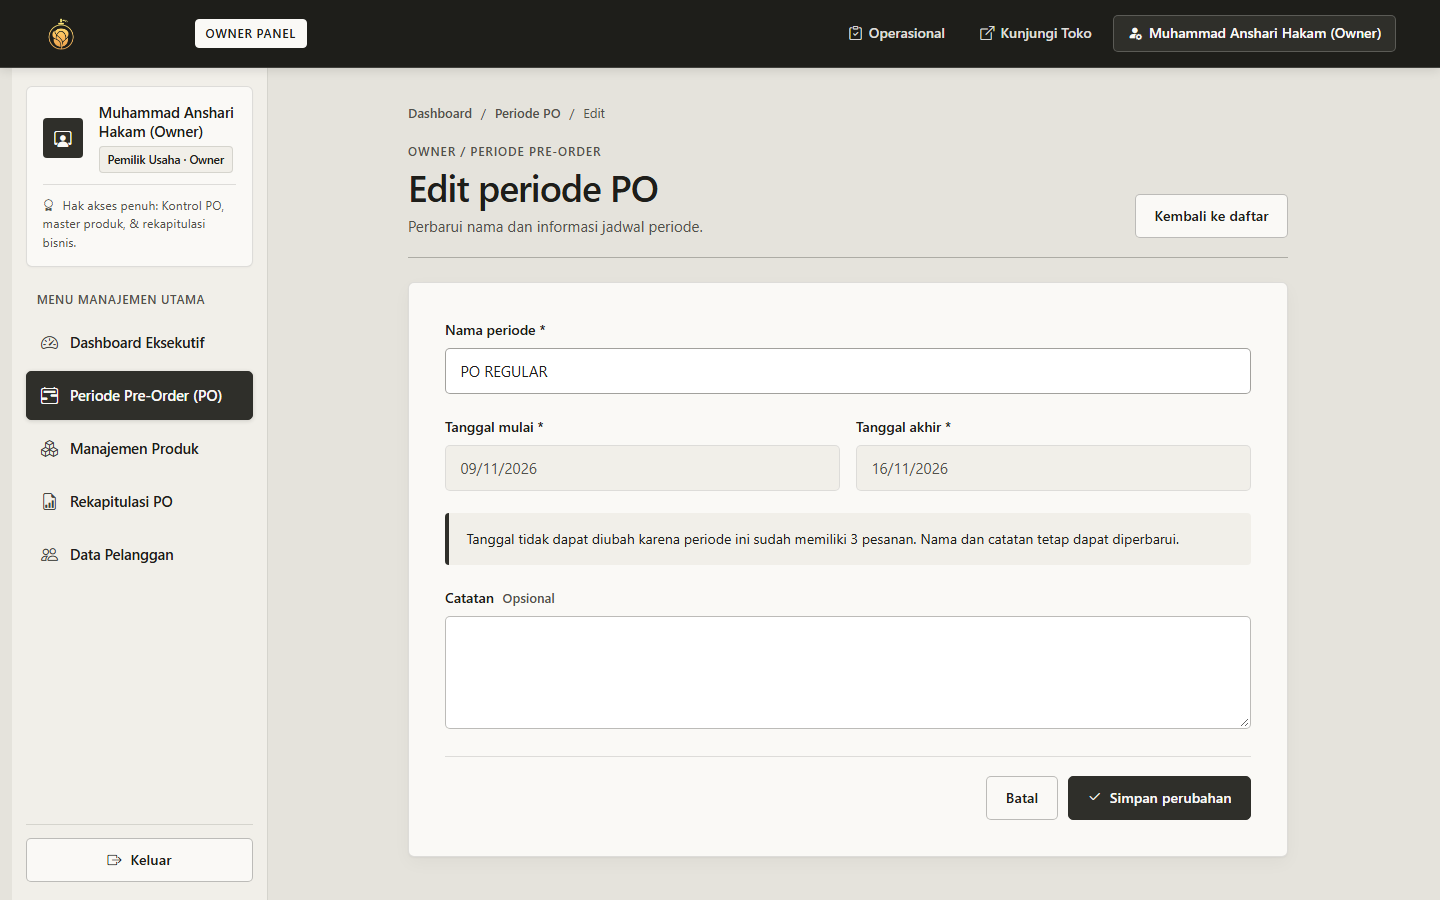 OWNER PANEL
Operasional
Kunjungi Toko
Muhammad Anshari Hakam (Owner)
Muhammad Anshari
Hakam (Owner)
Pemilik Usaha · Owner
Hak akses penuh: Kontrol PO,
master produk, & rekapitulasi
bisnis.
MENU MANAJEMEN UTAMA
Dashboard Eksekutif
Periode Pre-Order (PO)
Manajemen Produk
Rekapitulasi PO
Data Pelanggan
Keluar
Dashboard / Periode PO / Edit
OWNER / PERIODE PRE-ORDER
Edit periode PO
Perbarui nama dan informasi jadwal periode.
Kembali ke daftar
Nama periode *
PO REGULAR
Tanggal mulai *
Tanggal akhir *
09/11/2026
16/11/2026
Tanggal tidak dapat diubah karena periode ini sudah memiliki 3 pesanan. Nama dan catatan tetap dapat diperbarui.
Catatan Opsional
Batal
Simpan perubahan